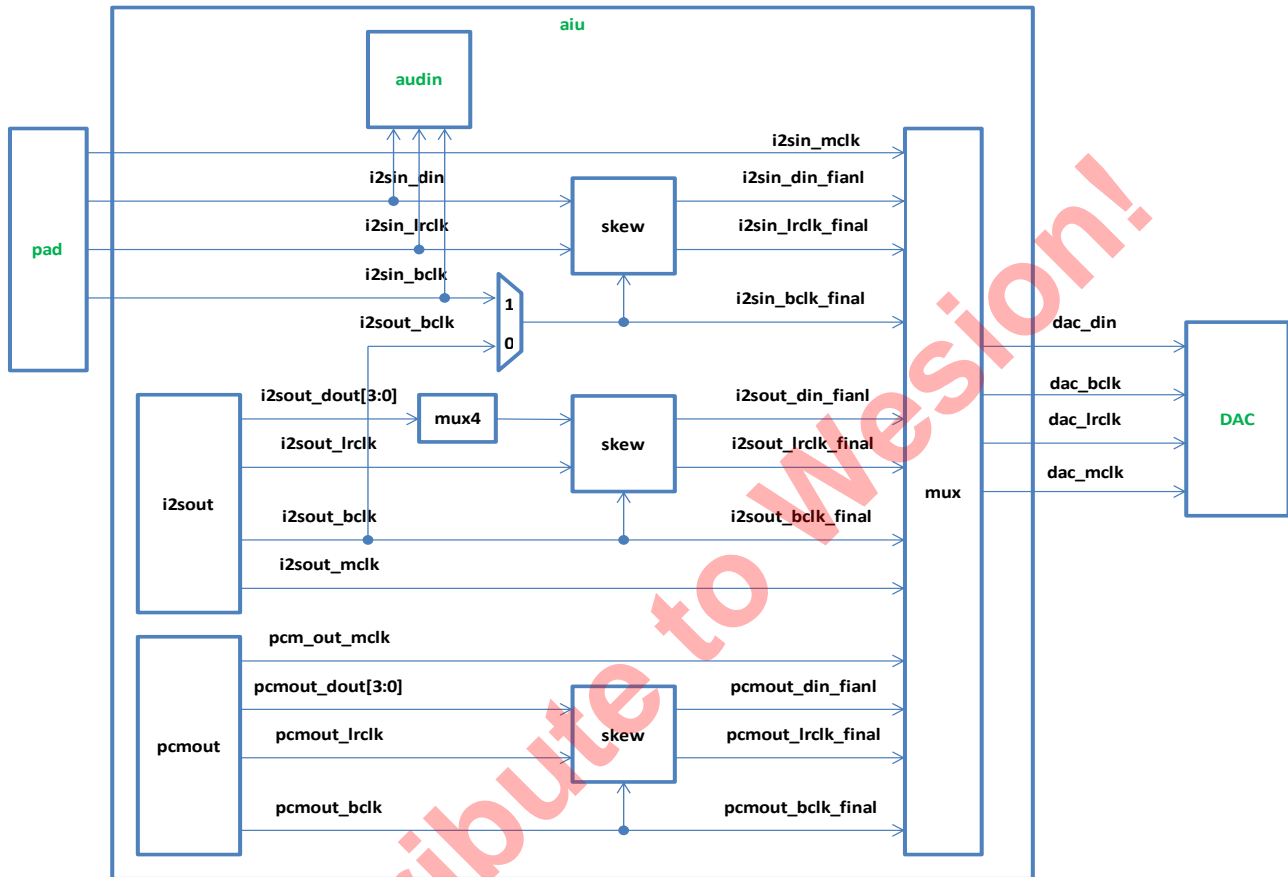 aiu
audin
i2sin_mclk
i2sin_din
i2sin_din_fianl
i2sin_lrclk
i2sin_lrclk_final
skew
pad
i2sin_bclk
i2sin_bclk_final
1
i2sout_bclk
0
dac_din
dac_bclk
dac_lrclk
dac_mclk
DAC
mux
i2sout_dout[3:0]
mux4
i2sout_din_fianl
i2sout_lrclk
skew
i2sout_lrclk_final
i2sout
i2sout_bclk
i2sout_bclk_final
i2sout_mclk
pcm_out_mclk
pcmout_dout[3:0]
pcmout_din_fianl
pcmout
pcmout_lrclk
skew
pcmout_lrclk_final
pcmout_bclk
pcmout_bclk_final
ribute to Wesion!